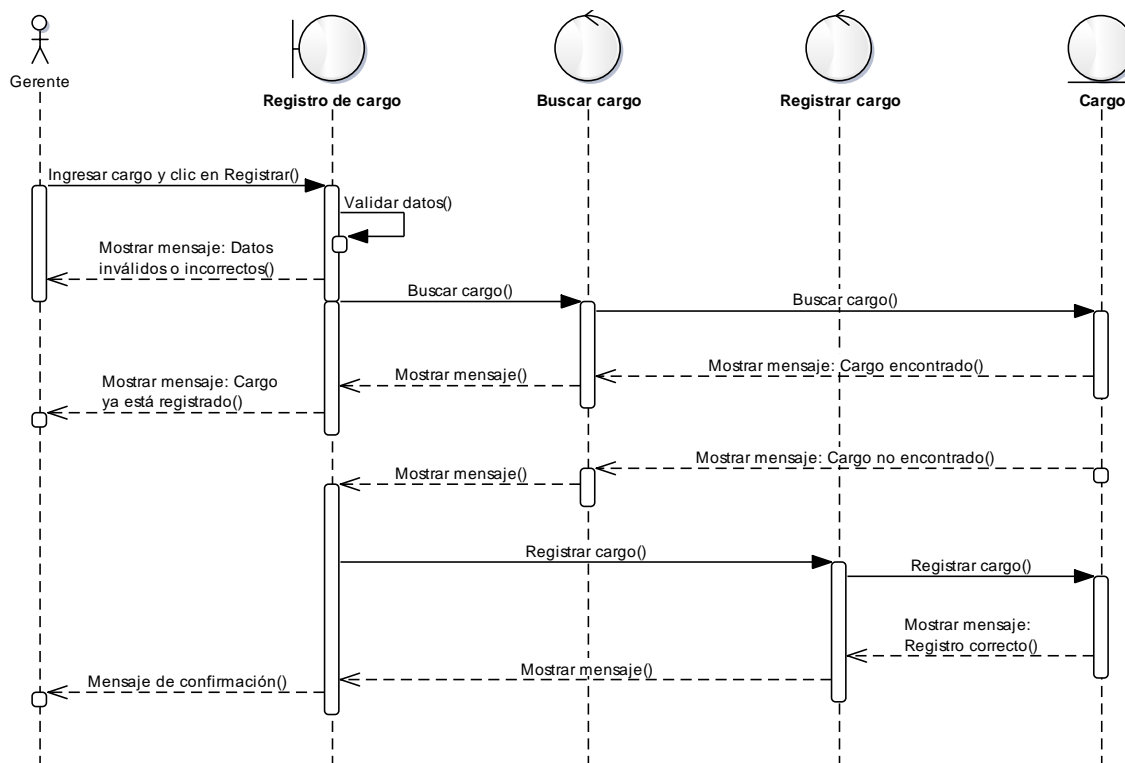 Gerente
Registro de cargo
Buscar cargo
Registrar cargo
Cargo
Ingresar cargo y clic en Registrar()
Validar datos()
Mostrar mensaje: Datos
inválidos o incorrectos()
Buscar cargo()
Buscar cargo()
Mostrar mensaje: Cargo encontrado()
Mostrar mensaje()
Mostrar mensaje: Cargo
ya está registrado()
Mostrar mensaje: Cargo no encontrado()
Mostrar mensaje()
Registrar cargo()
Registrar cargo()
Mostrar mensaje:
Registro correcto()
Mostrar mensaje()
Mensaje de confirmación()